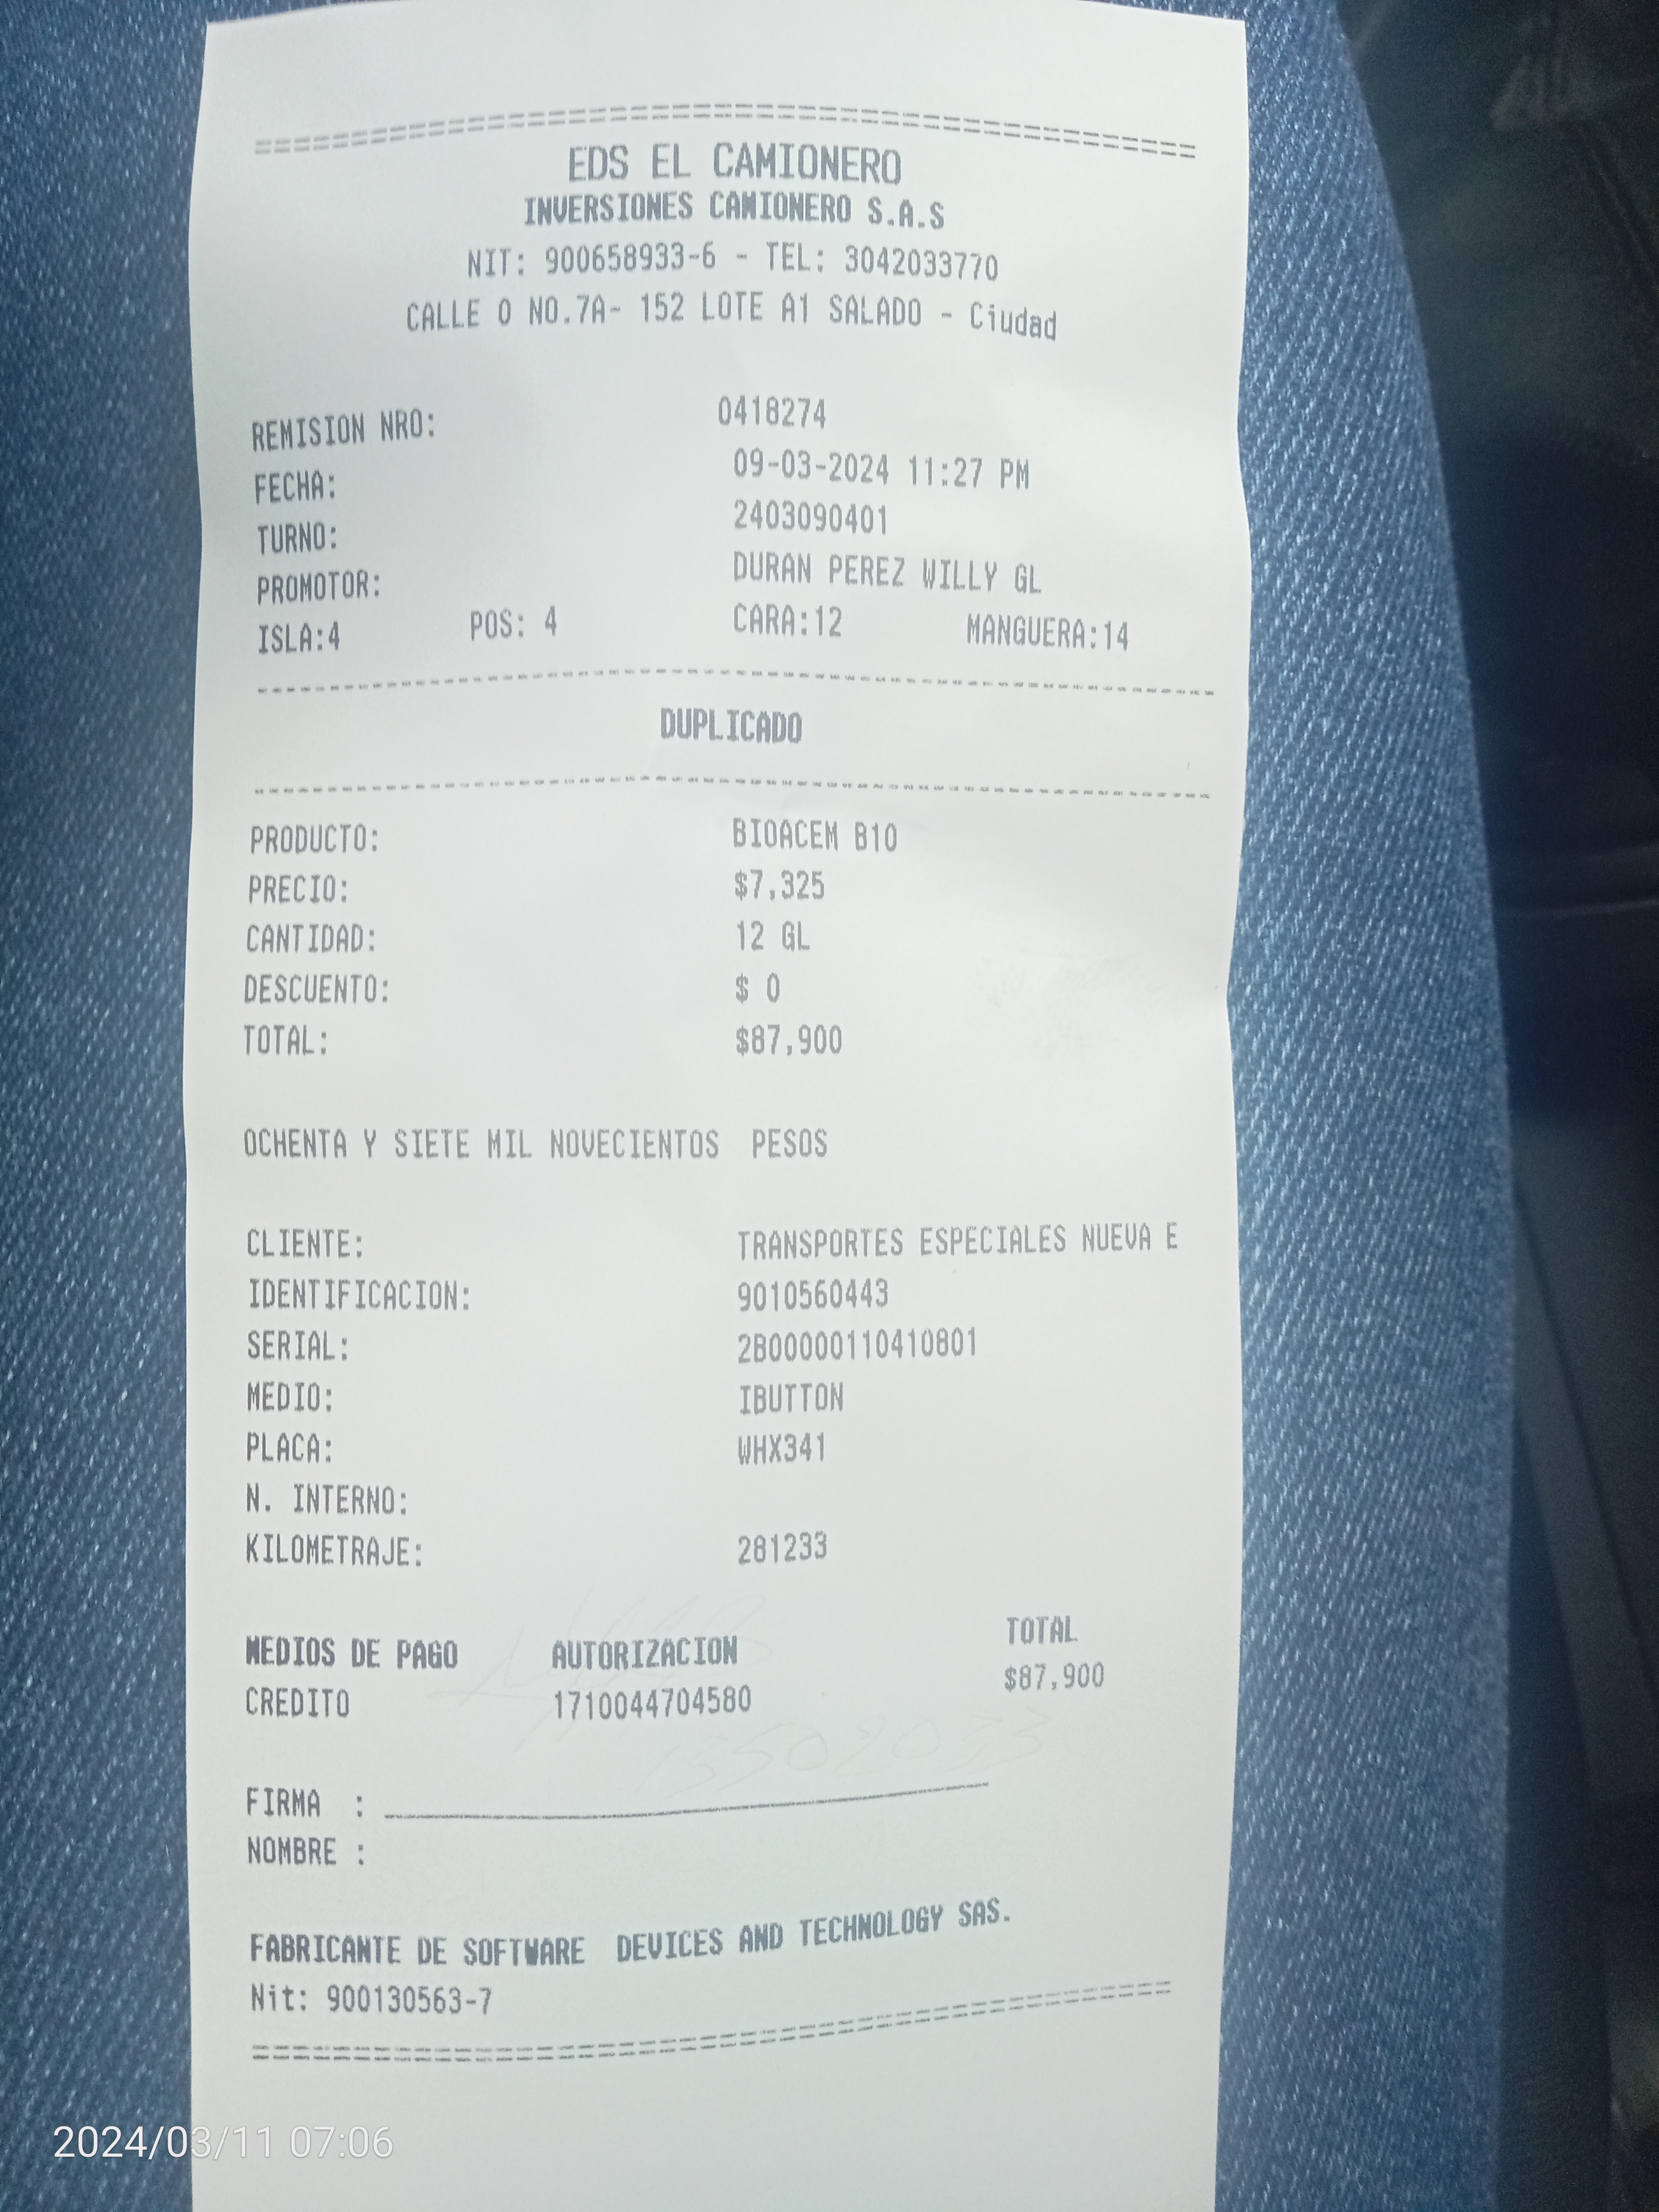 EDS EL CAMIONERO
INVERSIONES CAMIONERO S.A.S
NIT: 900658933-6 - TEL: 3042033770
CALLE 0 NO.7A- 152 LOTE A1 SALADO - Ciudad
REMISION NRO: 0418274
FECHA: 09-03-2024 11:27 PM
TURNO: 2403090401
PROMOTOR: DURAN PEREZ WILLY GL
ISLA:4 POS: 4 CARA:12 MANGUERA:14
DUPLICADO
PRODUCTO: BIOACEM B10
PRECIO: $7,325
CANTIDAD: 12 GL
DESCUENTO: $ 0
TOTAL: $87,900
OCHENTA Y SIETE MIL NOVECIENTOS PESOS
CLIENTE: TRANSPORTES ESPECIALES NUEVA E
IDENTIFICACION: 9010560443
SERIAL: 2B00000110410801
MEDIO: IBUTTON
PLACA: WHX341
N. INTERNO:
KILOMETRAJE: 281233
MEDIOS DE PAGO AUTORIZACION TOTAL
CREDITO 1710044704580 $87,900
13502033
FIRMA :
NOMBRE :
FABRICANTE DE SOFTWARE DEVICES AND TECHNOLOGY SAS.
Nit: 900130563-7
2024/03/11 07:06